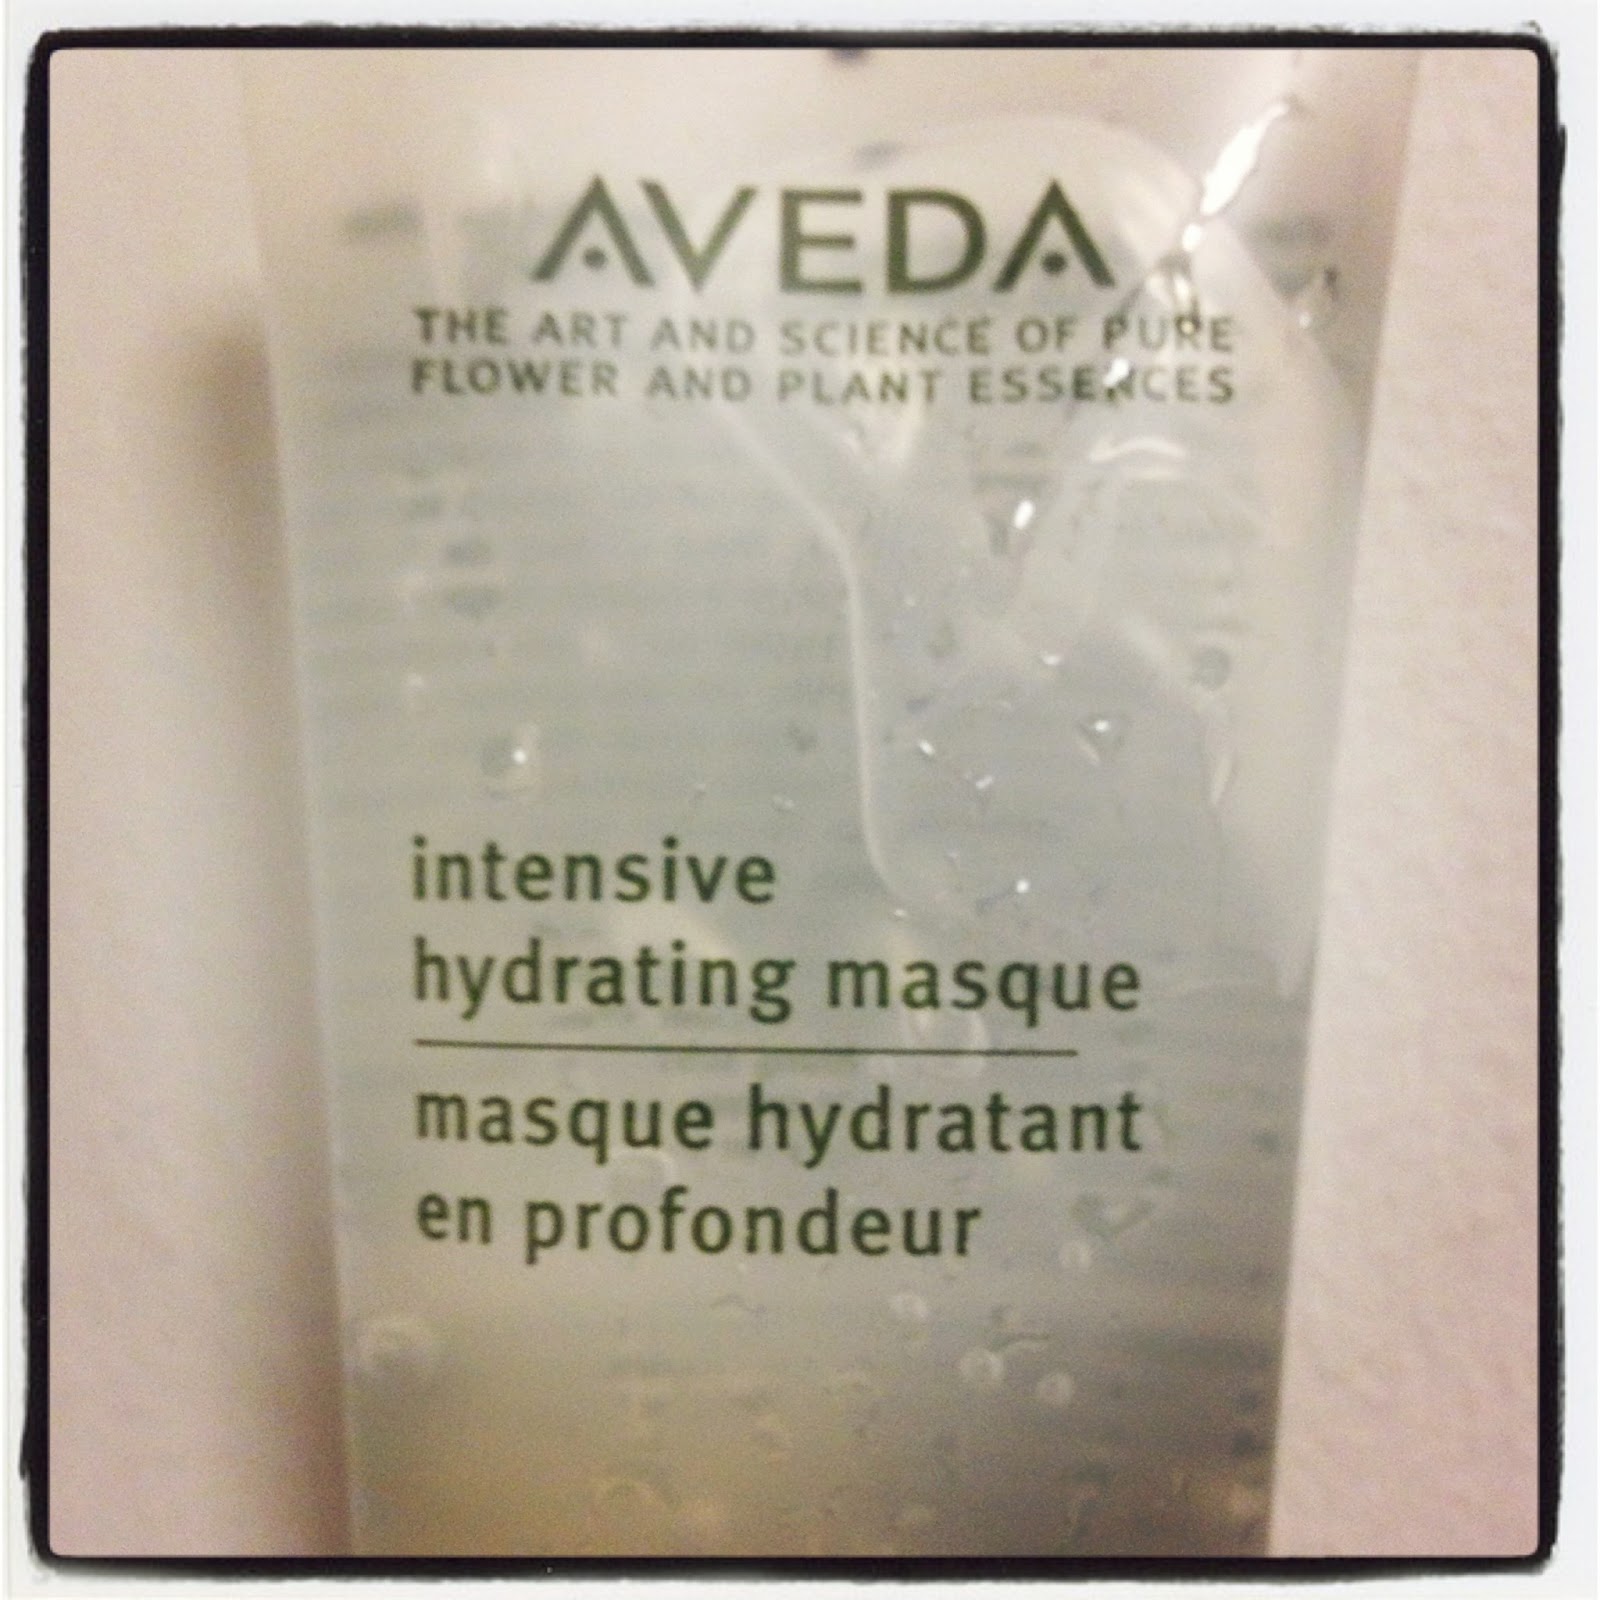 AVEDA
THE ART AND SCIENCE OF PURE
FLOWER AND PLANT ESSENCES
intensive
hydrating masque
masque hydratant
en profondeur